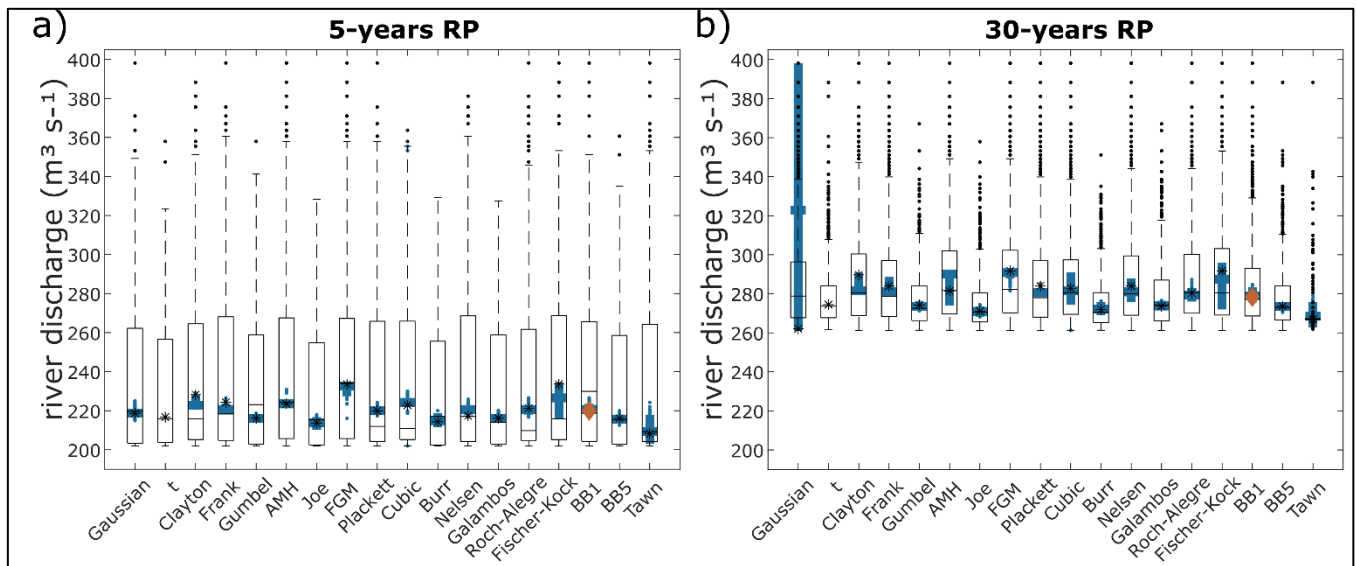 a) 5-years RP
river discharge (m³ s-¹)
400
380
360
340
320
300
280
260
240
220
200
Gaussian
t
Clayton
Frank
Gumbel
AMH
Joe
FGM
Plackett
Cubic
Burr
Nelsen
Galambos
Roch-Alegre
Fischer-Kock
BB1
BB5
Tawn
b) 30-years RP
river discharge (m³ s-¹)
400
380
360
340
320
300
280
260
240
220
200
Gaussian
t
Clayton
Frank
Gumbel
AMH
Joe
FGM
Plackett
Cubic
Burr
Nelsen
Galambos
Roch-Alegre
Fischer-Kock
BB1
BB5
Tawn